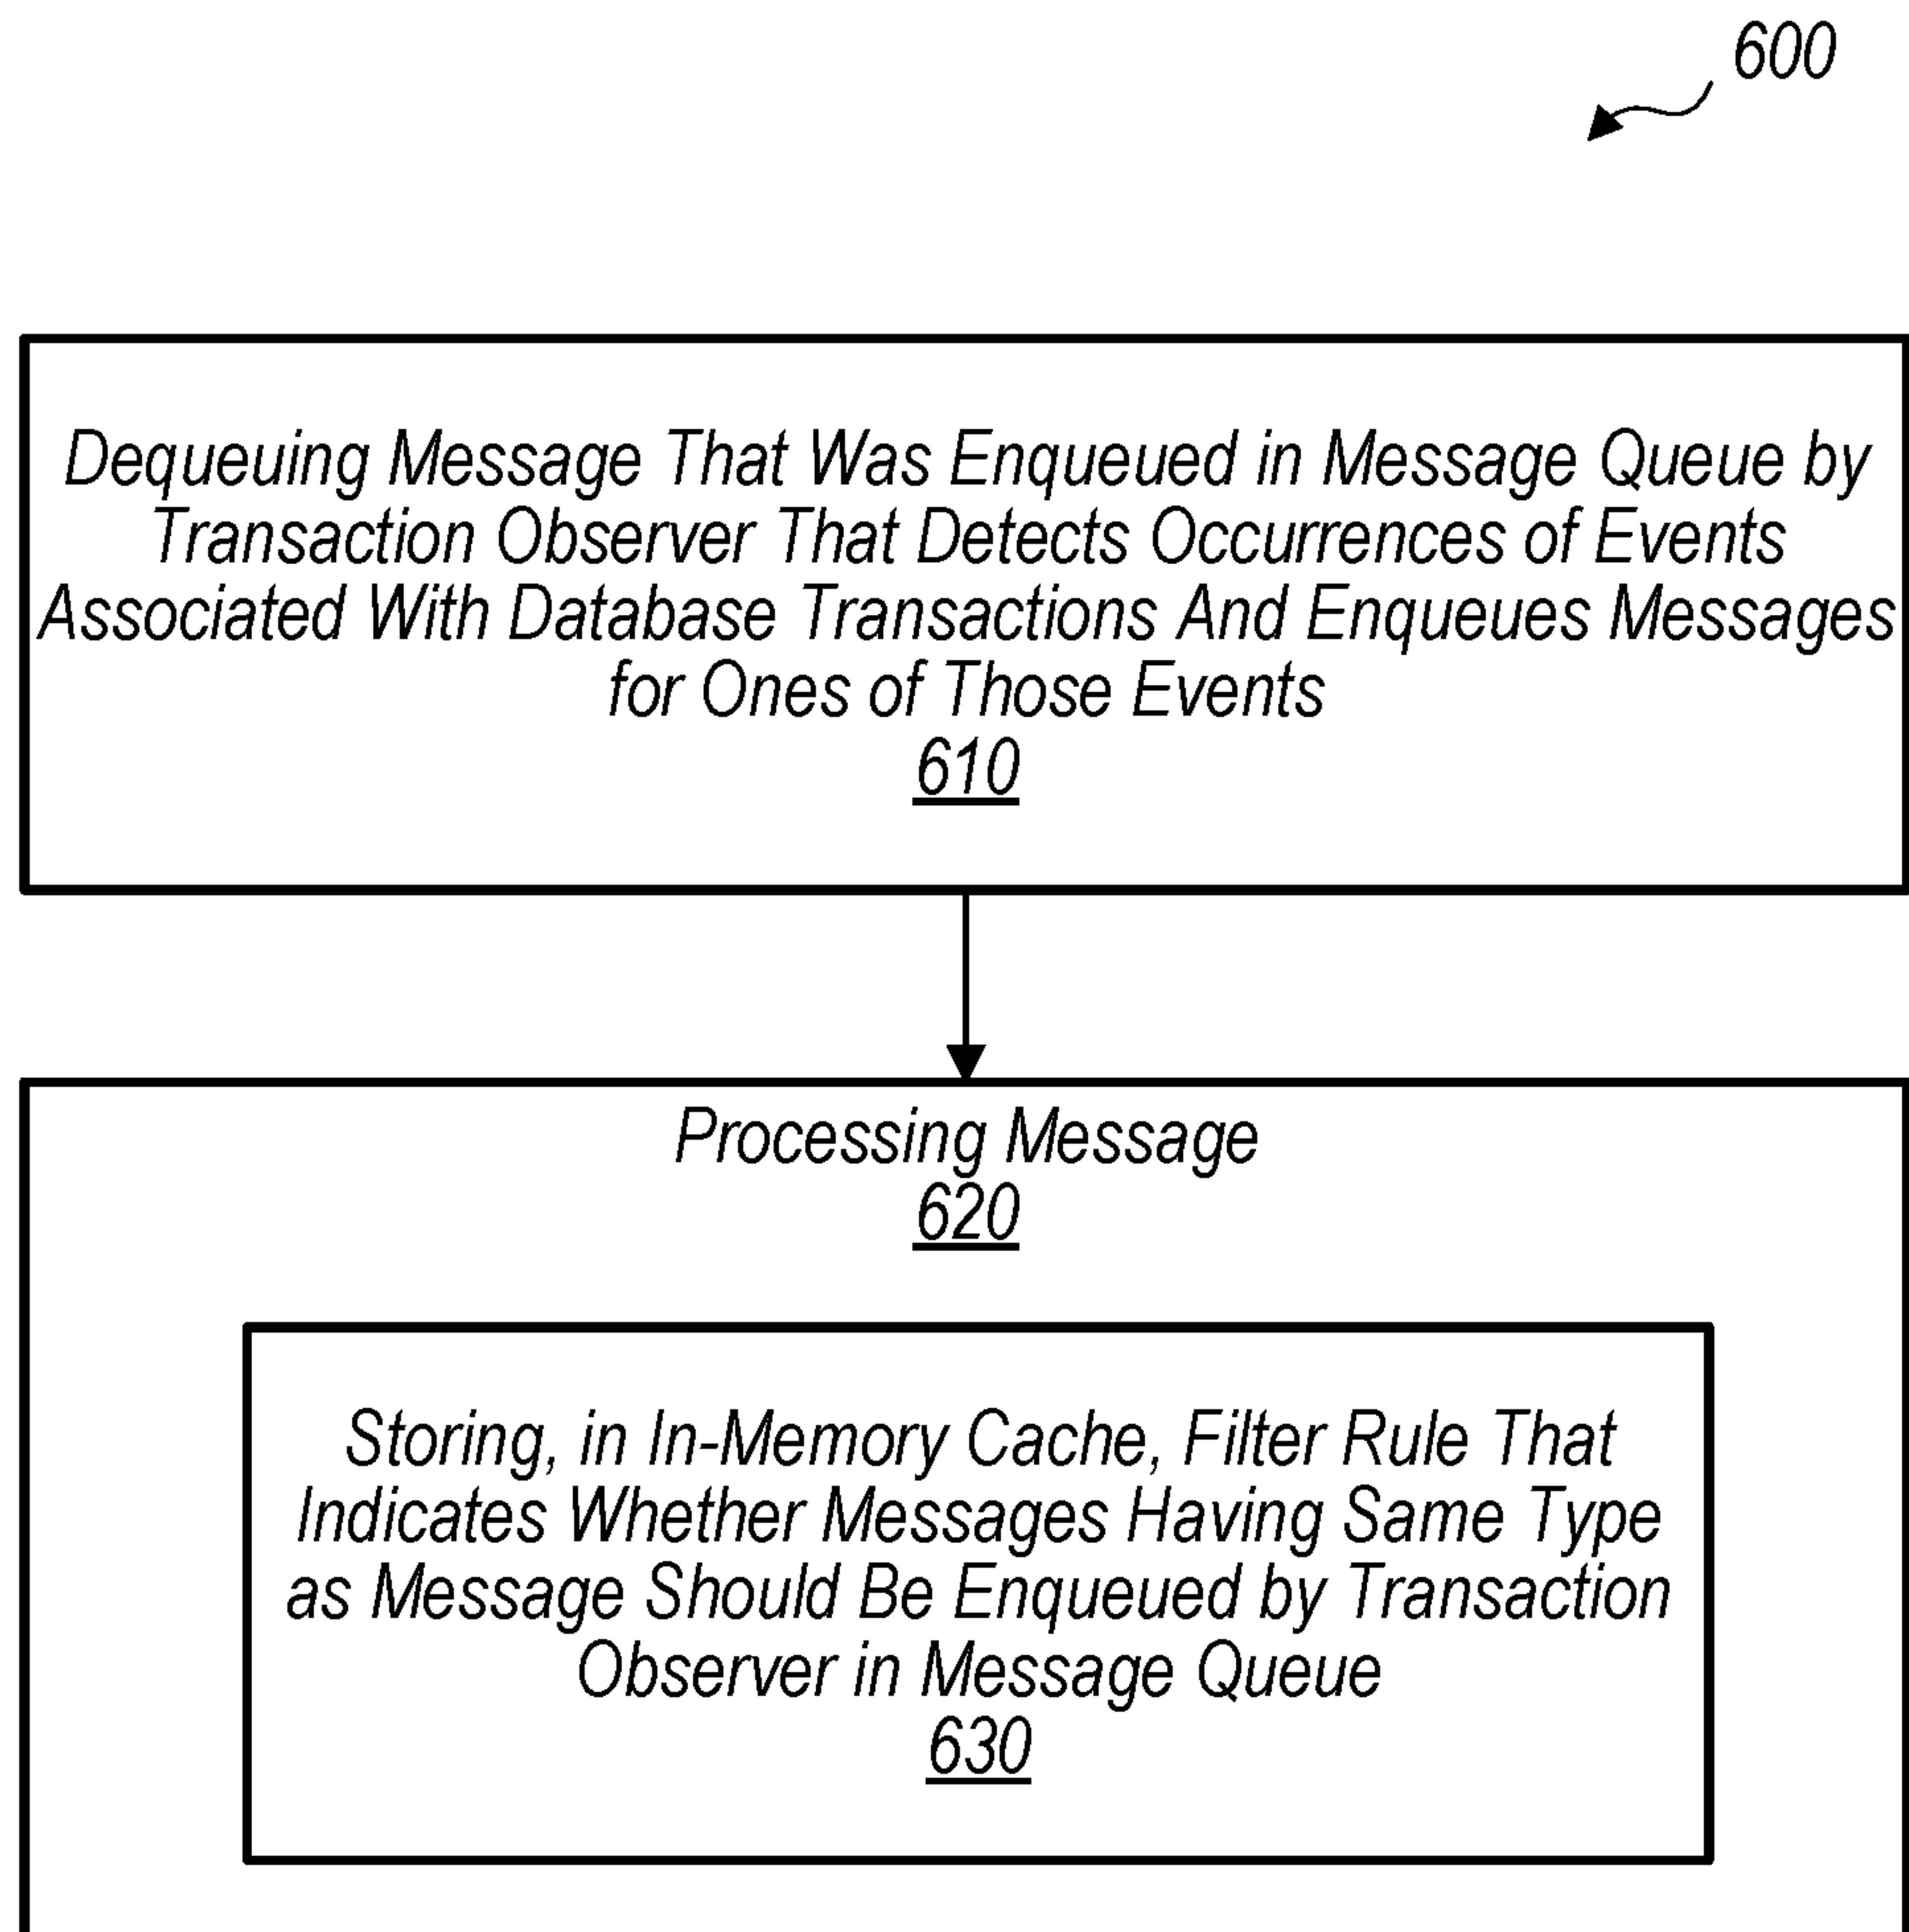 600
Dequeuing Message That Was Enqueued in Message Queue by
Transaction Observer That Detects Occurrences of Events
Associated With Database Transactions And Enqueues Messages
for Ones of Those Events
610
Processing Message
620
Storing, in In-Memory Cache, Filter Rule That
Indicates Whether Messages Having Same Type
as Message Should Be Enqueued by Transaction
Observer in Message Queue
630